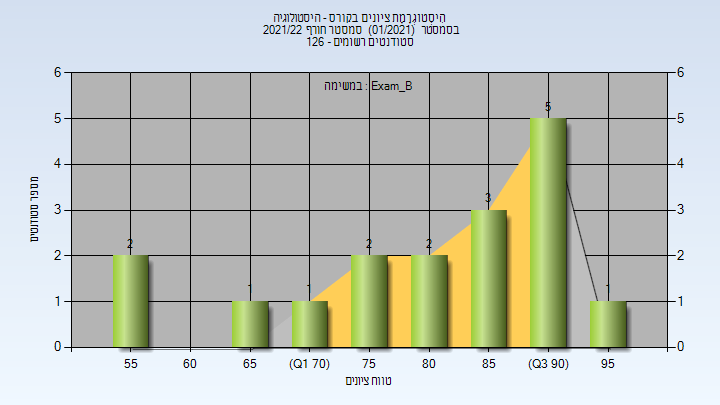 הִיסְטוֹגְרָמַת ציונים בקורס - היסטולוגיה
בסמסטר (01/2021) סמסטר חורף 2021/22
סטודנטים רשומים - 126
במשימה : Exam_B
6 6
5 5
4 4
3 3
2 2
1 1
0 0
מספר סטודנטים
2 1 1 2 2 3 5 1
55 60 65 (Q1 70) 75 80 85 (Q3 90) 95
טווח ציונים